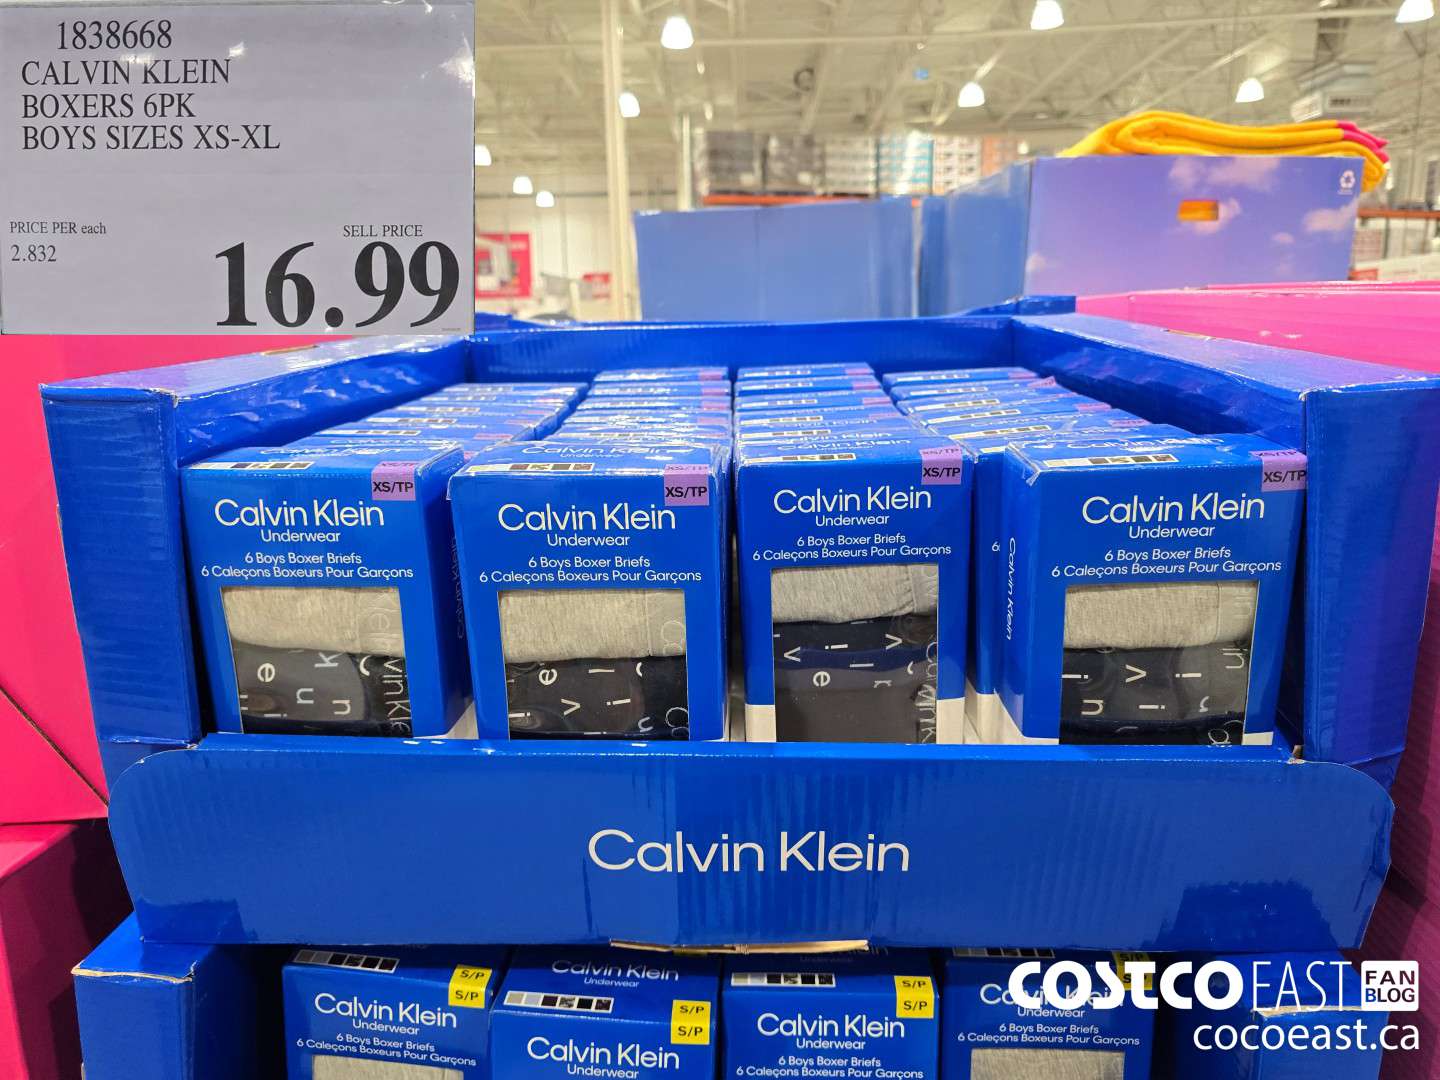 1838668
CALVIN KLEIN
BOXERS 6PK
BOYS SIZES XS-XL
PRICE PER each
2.832
SELL PRICE
16.99
XS/TP
Calvin Klein
Underwear
6 Boys Boxer Briefs
6 Caleçons Boxeurs Pour Garçons
XS/TP
Calvin Klein
Underwear
6 Boys Boxer Briefs
6 Caleçons Boxeurs Pour Garçons
XS/TP
Calvin Klein
Underwear
6 Boys Boxer Briefs
6 Caleçons Boxeurs Pour Garçons
Calvin Klein
XS/TP
Calvin Klein
Underwear
6 Boys Boxer Briefs
6 Caleçons Boxeurs Pour Garçons
Calvin Klein
S/P
S/P
Calvin Klein
Underwear
6 Boys Boxer Briefs
6 Caleçons Boxeurs Pour Garçons
Calvin Klein
Underwear
S/P
S/P
Calvin Klein
Underwear
S/P
S/P
Calvin Klein
Underwear
6 Boys Boxer Briefs
6 Caleçons Boxeurs Pour Garçons
S/P
Underwear
6 Boys Boxer Briefs
6 Caleçons Boxeurs Pour Garçons
COSTCO EAST FAN BLOG
cocoeast.ca